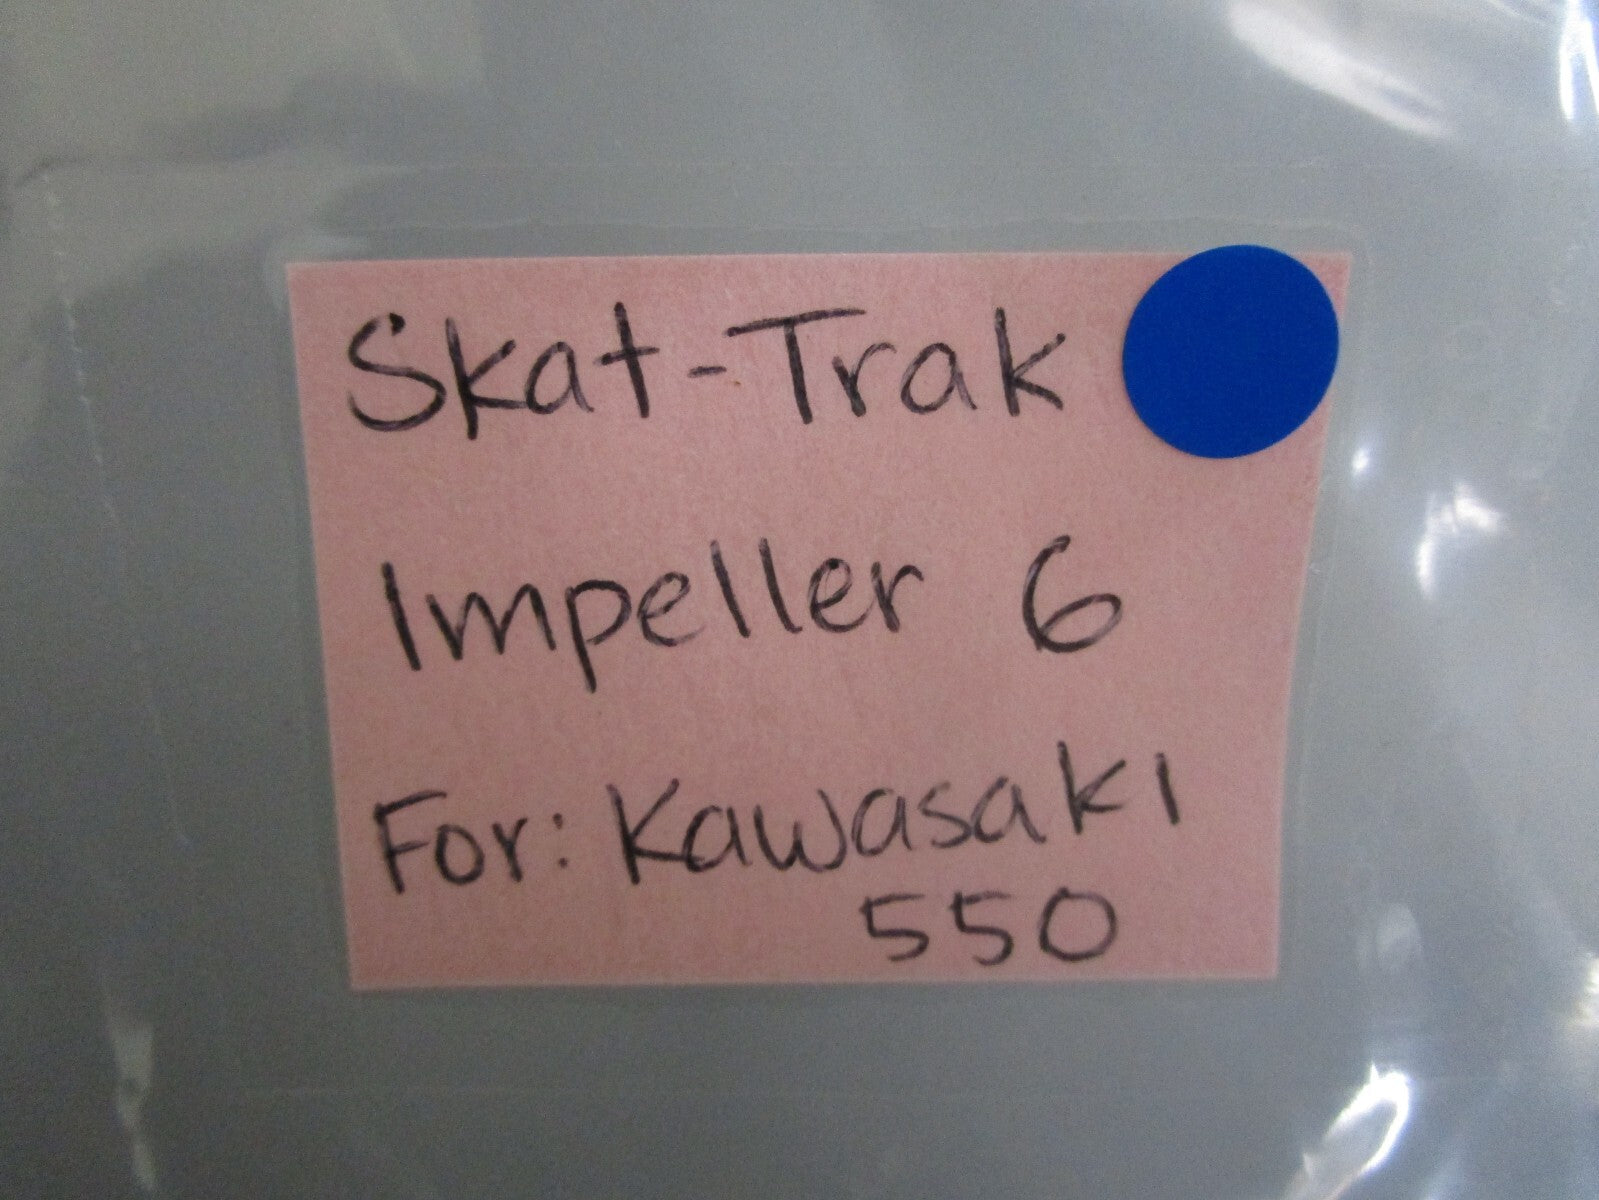 Skat-Trak
Impeller 6
For: Kawasaki
550